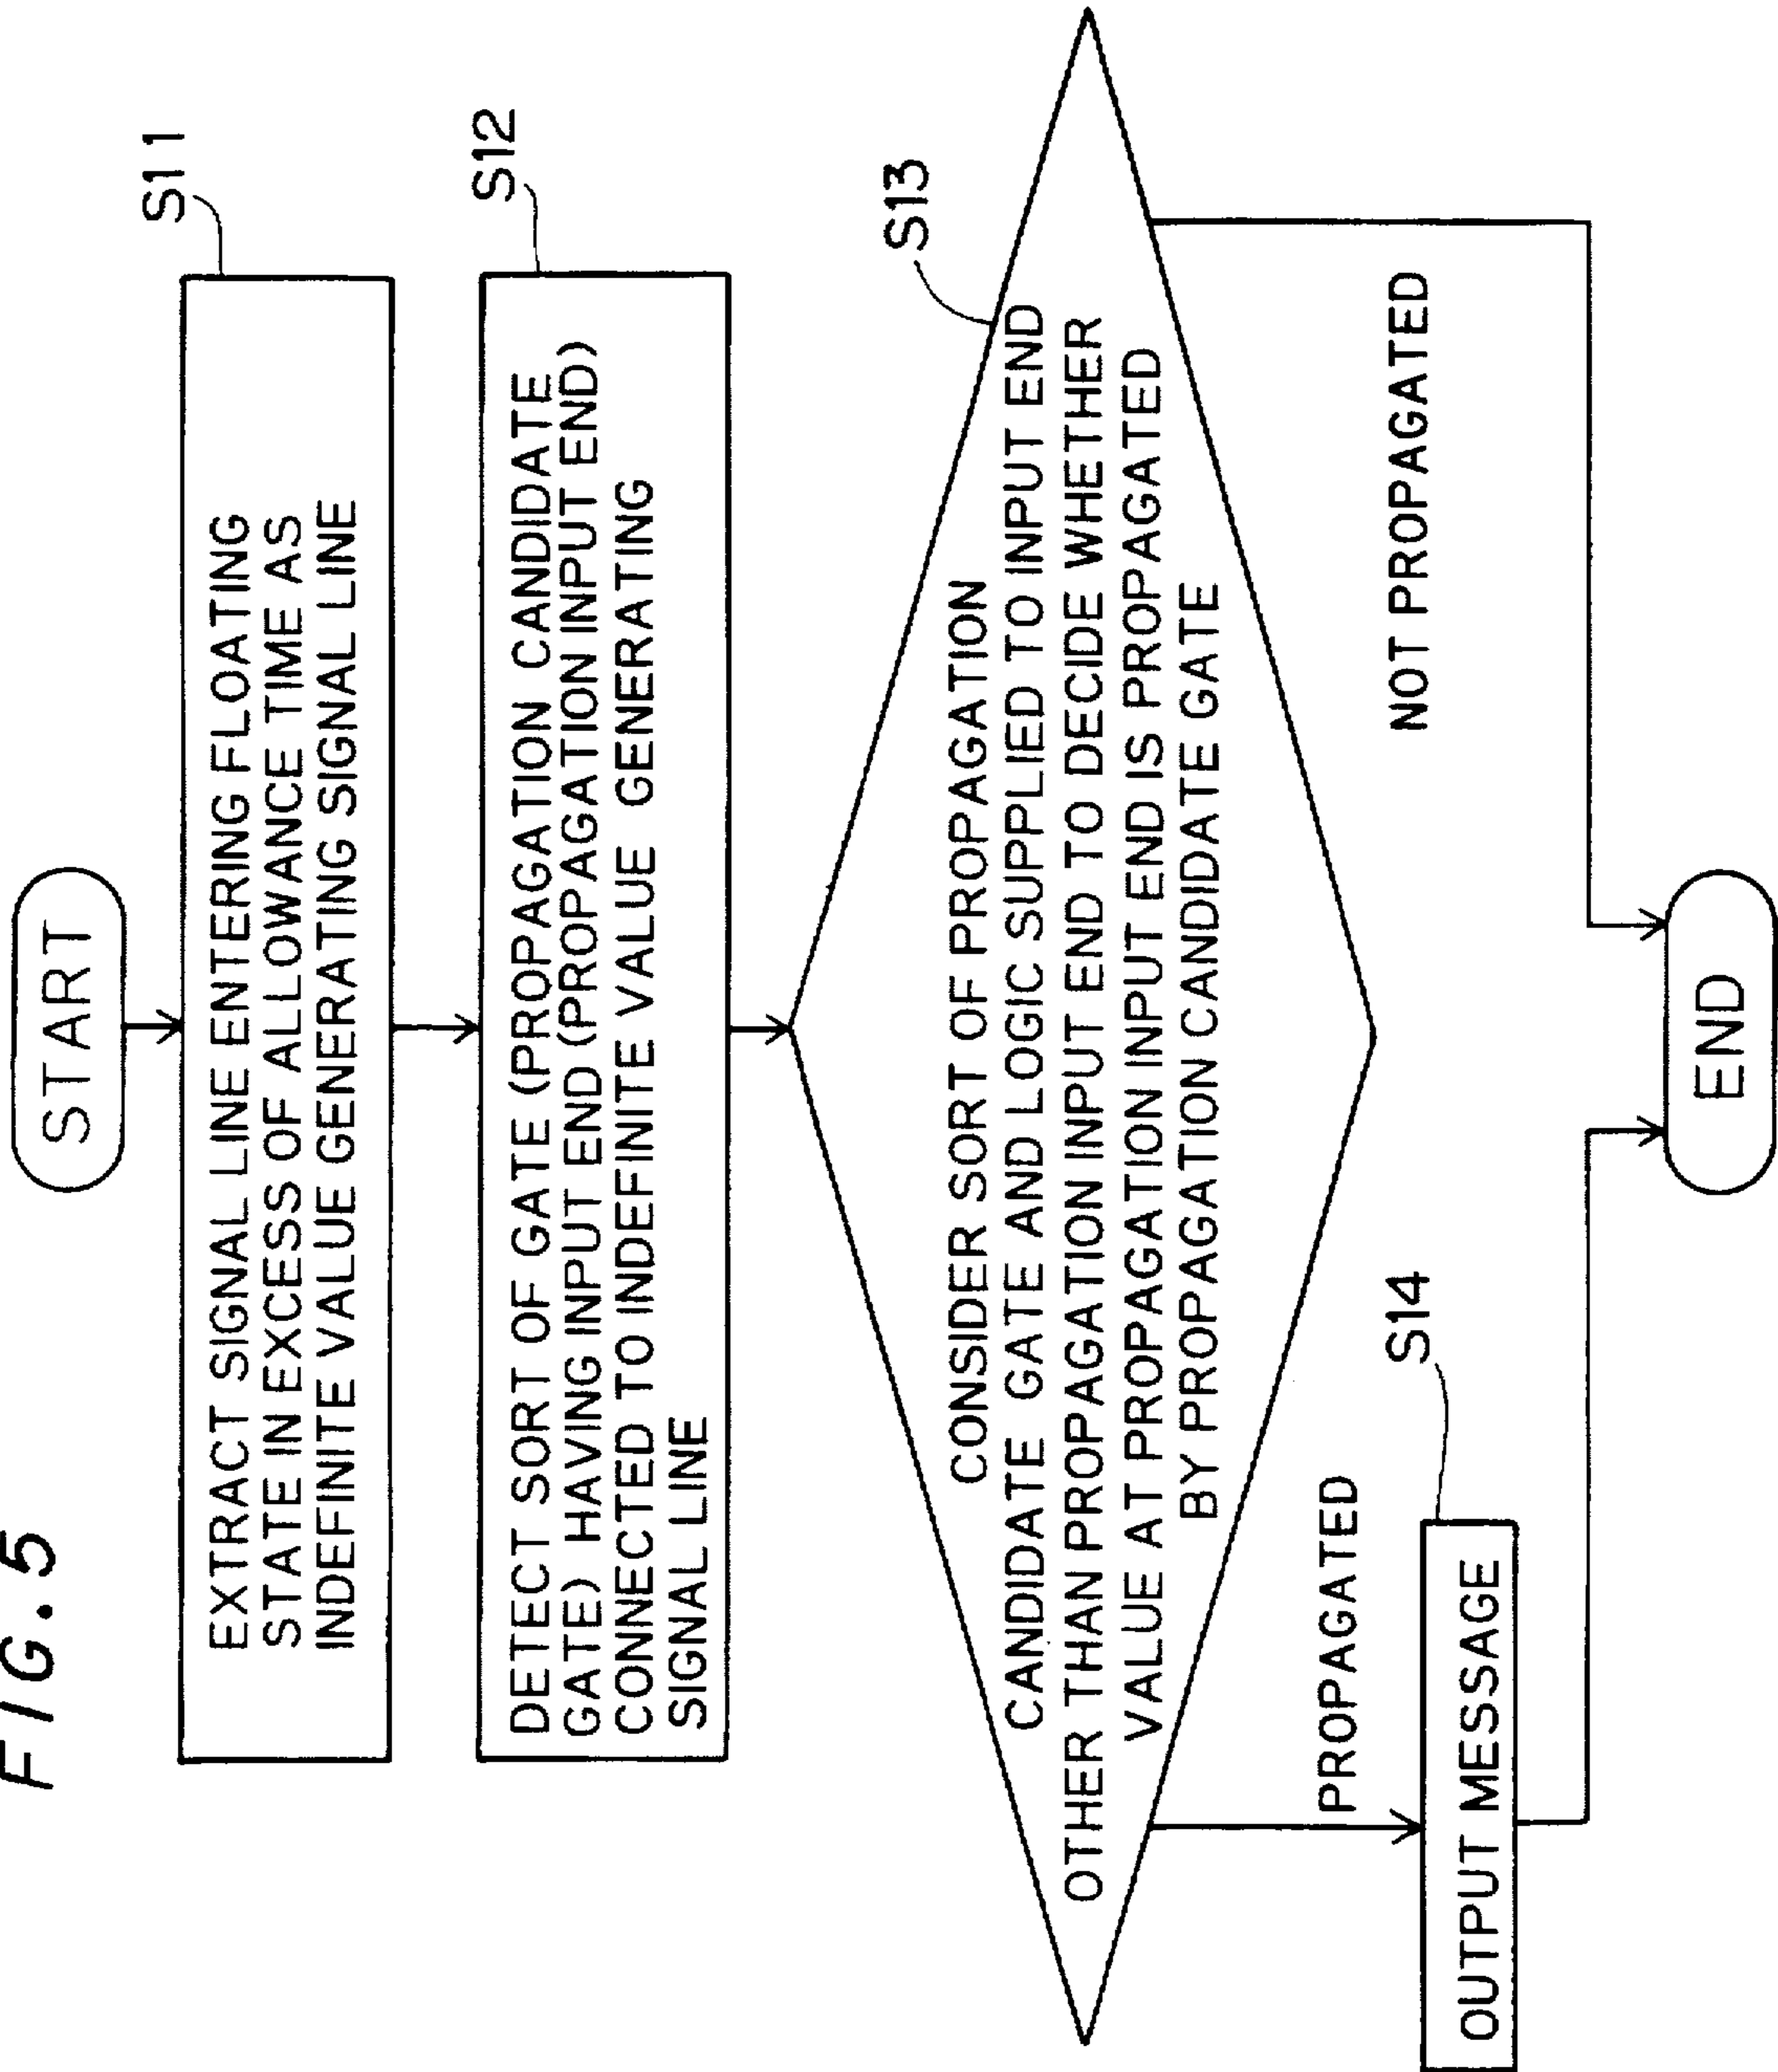 FIG.5
START
S11
EXTRACT SIGNAL LINE ENTERING FLOATING
STATE IN EXCESS OF ALLOWANCE TIME AS
INDEFINITE VALUE GENERATING SIGNAL LINE
S12
DETECT SORT OF GATE (PROPAGATION CANDIDATE
GATE) HAVING INPUT END (PROPAGATION INPUT END)
CONNECTED TO INDEFINITE VALUE GENERATING
SIGNAL LINE
S13
CONSIDER SORT OF PROPAGATION
CANDIDATE GATE AND LOGIC SUPPLIED TO INPUT END
OTHER THAN PROPAGATION INPUT END TO DECIDE WHETHER
VALUE AT PROPAGATION INPUT END IS PROPAGATED
BY PROPAGATION CANDIDATE GATE
PROPAGATED
NOT PROPAGATED
S14
OUTPUT MESSAGE
END